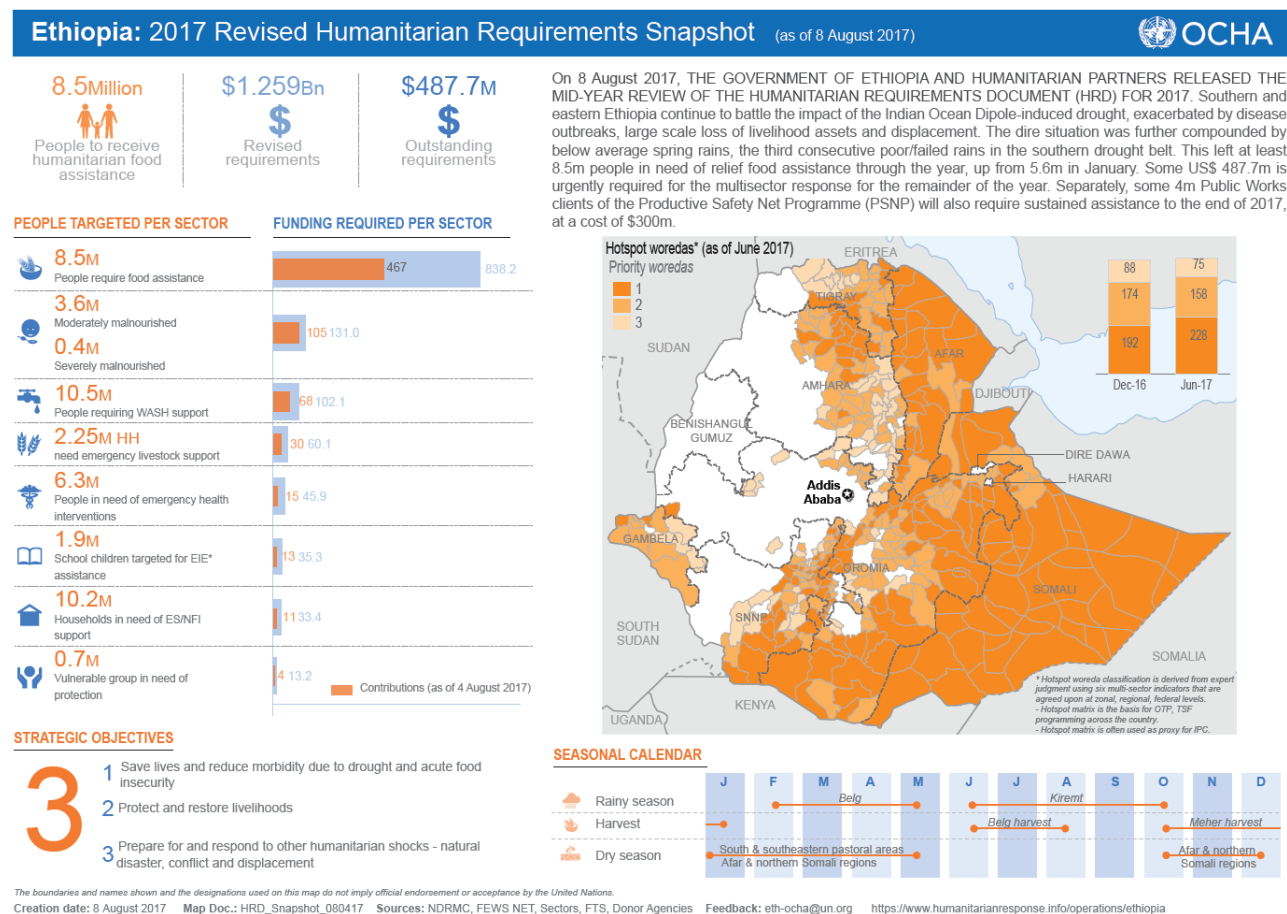 Ethiopia: 2017 Revised Humanitarian Requirements Snapshot (as of 8 August 2017)
OCHA
8.5Million
People to receive
humanitarian food
assistance
$1.259Bn
$
Revised
requirements
$487.7M
$
Outstanding
requirements
On 8 August 2017, THE GOVERNMENT OF ETHIOPIA AND HUMANITARIAN PARTNERS RELEASED THE
MID-YEAR REVIEW OF THE HUMANITARIAN REQUIREMENTS DOCUMENT (HRD) FOR 2017. Southern and
eastern Ethiopia continue to battle the impact of the Indian Ocean Dipole-induced drought, exacerbated by disease
outbreaks, large scale loss of livelihood assets and displacement. The dire situation was further compounded by
below average spring rains, the third consecutive poor/failed rains in the southern drought belt. This left at least
8.5m people in need of relief food assistance through the year, up from 5.6m in January. Some US$ 487.7m is
urgently required for the multisector response for the remainder of the year. Separately, some 4m Public Works
clients of the Productive Safety Net Programme (PSNP) will also require sustained assistance to the end of 2017,
at a cost of $300m.
PEOPLE TARGETED PER SECTOR
FUNDING REQUIRED PER SECTOR
8.5M
People require food assistance
467 838.2
3.6M
Moderately malnourished
0.4M
Severely malnourished
105 131.0
10.5M
People requiring WASH support
68 102.1
2.25M HH
need emergency livestock support
30 60.1
6.3M
People in need of emergency health
interventions
15 45.9
1.9M
School children targeted for EIE*
assistance
13 35.3
10.2M
Households in need of ES/NFI
support
11 33.4
0.7M
Vulnerable group in need of
protection
4 13.2
Contributions (as of 4 August 2017)
Hotspot woredas* (as of June 2017)
Priority woredas
1
2
3
ERITREA
TIGRAY
SUDAN
AFAR
AMHARA
DJIBOUTI
BENISHANGUL
GUMUZ
DIRE DAWA
HARARI
Addis
Ababa
GAMBELA
OROMIA
SOMALI
SNNP
SOUTH
SUDAN
SOMALIA
KENYA
UGANDA
88
174
192
Dec-16
75
158
228
Jun-17
* Hotspot woreda classification is derived from expert
judgment using six multi-sector indicators that are
agreed upon at zonal, regional, federal levels.
- Hotspot matrix is the basis for OTP, TSF
programming across the country.
- Hotspot matrix is often used as proxy for IPC.
STRATEGIC OBJECTIVES
3
1 Save lives and reduce morbidity due to drought and acute food
insecurity
2 Protect and restore livelihoods
3 Prepare for and respond to other humanitarian shocks - natural
disaster, conflict and displacement
SEASONAL CALENDAR
J F M A M J J A S O N D
Rainy season
Belg
Kiremt
Harvest
Belg harvest
Meher harvest
Dry season
South & southeastern pastoral areas
Afar & northern Somali regions
Afar & northern
Somali regions
The boundaries and names shown and the designations used on this map do not imply official endorsement or acceptance by the United Nations.
Creation date: 8 August 2017 Map Doc.: HRD_Snapshot_080417 Sources: NDRMC, FEWS NET, Sectors, FTS, Donor Agencies Feedback: eth-ocha@un.org https://www.humanitarianresponse.info/operations/ethiopia